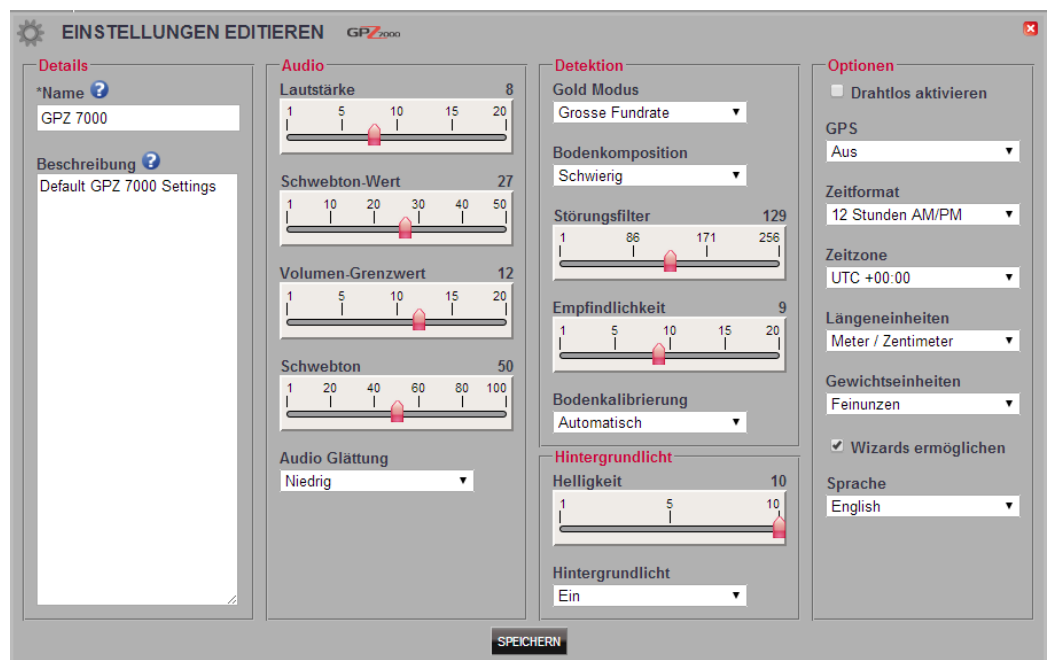 EINSTELLUNGEN EDITIEREN GPZ7000
Details
*Name ?
GPZ 7000
Beschreibung ?
Default GPZ 7000 Settings
Audio
Lautstärke 8
1 5 10 15 20
Schwebton-Wert 27
1 10 20 30 40 50
Volumen-Grenzwert 12
1 5 10 15 20
Schwebton 50
1 20 40 60 80 100
Audio Glättung
Niedrig
Detektion
Gold Modus
Grosse Fundrate
Bodenkomposition
Schwierig
Störungsfilter 129
1 86 171 256
Empfindlichkeit 9
1 5 10 15 20
Bodenkalibrierung
Automatisch
Hintergrundlicht
Helligkeit 10
1 5 10
Hintergrundlicht
Ein
Optionen
Drahtlos aktivieren
GPS
Aus
Zeitformat
12 Stunden AM/PM
Zeitzone
UTC +00:00
Längeneinheiten
Meter / Zentimeter
Gewichtseinheiten
Feinunzen
Wizards ermöglichen
Sprache
English
SPEICHERN